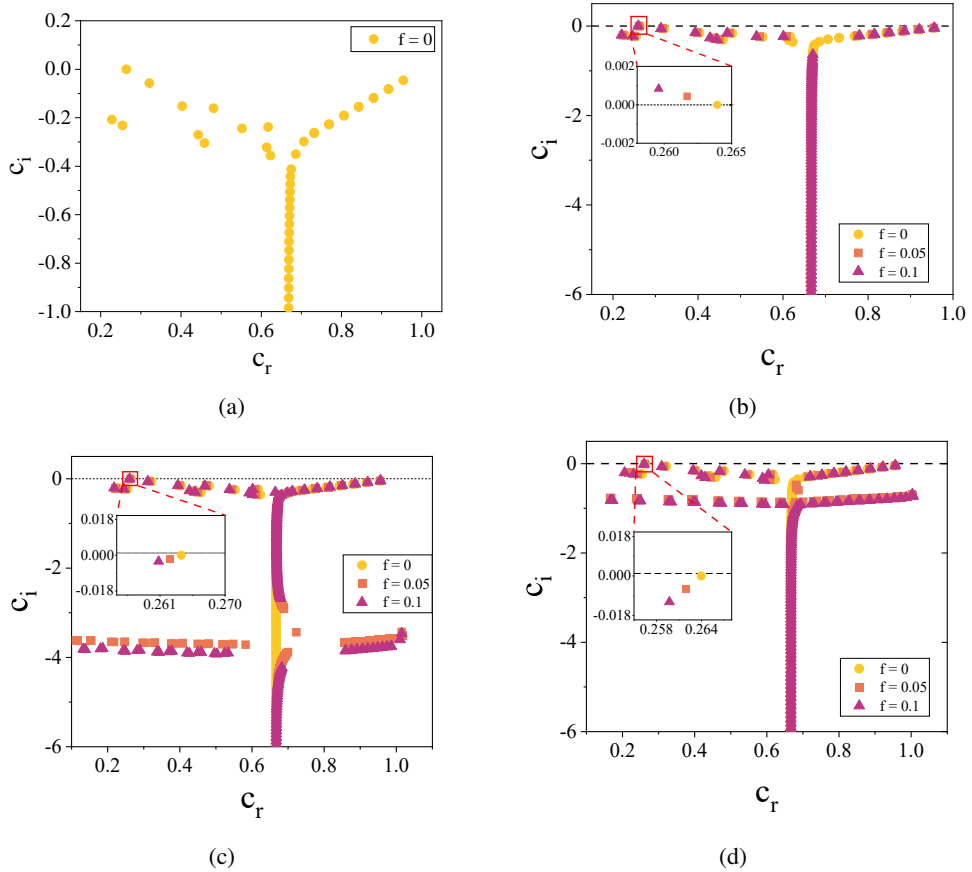 0.2
0.0
-0.2
-0.4
-0.6
-0.8
-1.0
c_i
f = 0
0.2 0.4 0.6 0.8 1.0
c_r
(a)
0
-2
-4
-6
c_i
0.002
0.000
-0.002
0.260 0.265
f = 0
f = 0.05
f = 0.1
0.2 0.4 0.6 0.8 1.0
c_r
(b)
0
-2
-4
-6
c_i
0.018
0.000
-0.018
0.261 0.270
f = 0
f = 0.05
f = 0.1
0.2 0.4 0.6 0.8 1.0
c_r
(c)
0
-2
-4
-6
c_i
0.018
0.000
-0.018
0.258 0.264
f = 0
f = 0.05
f = 0.1
0.2 0.4 0.6 0.8 1.0
c_r
(d)